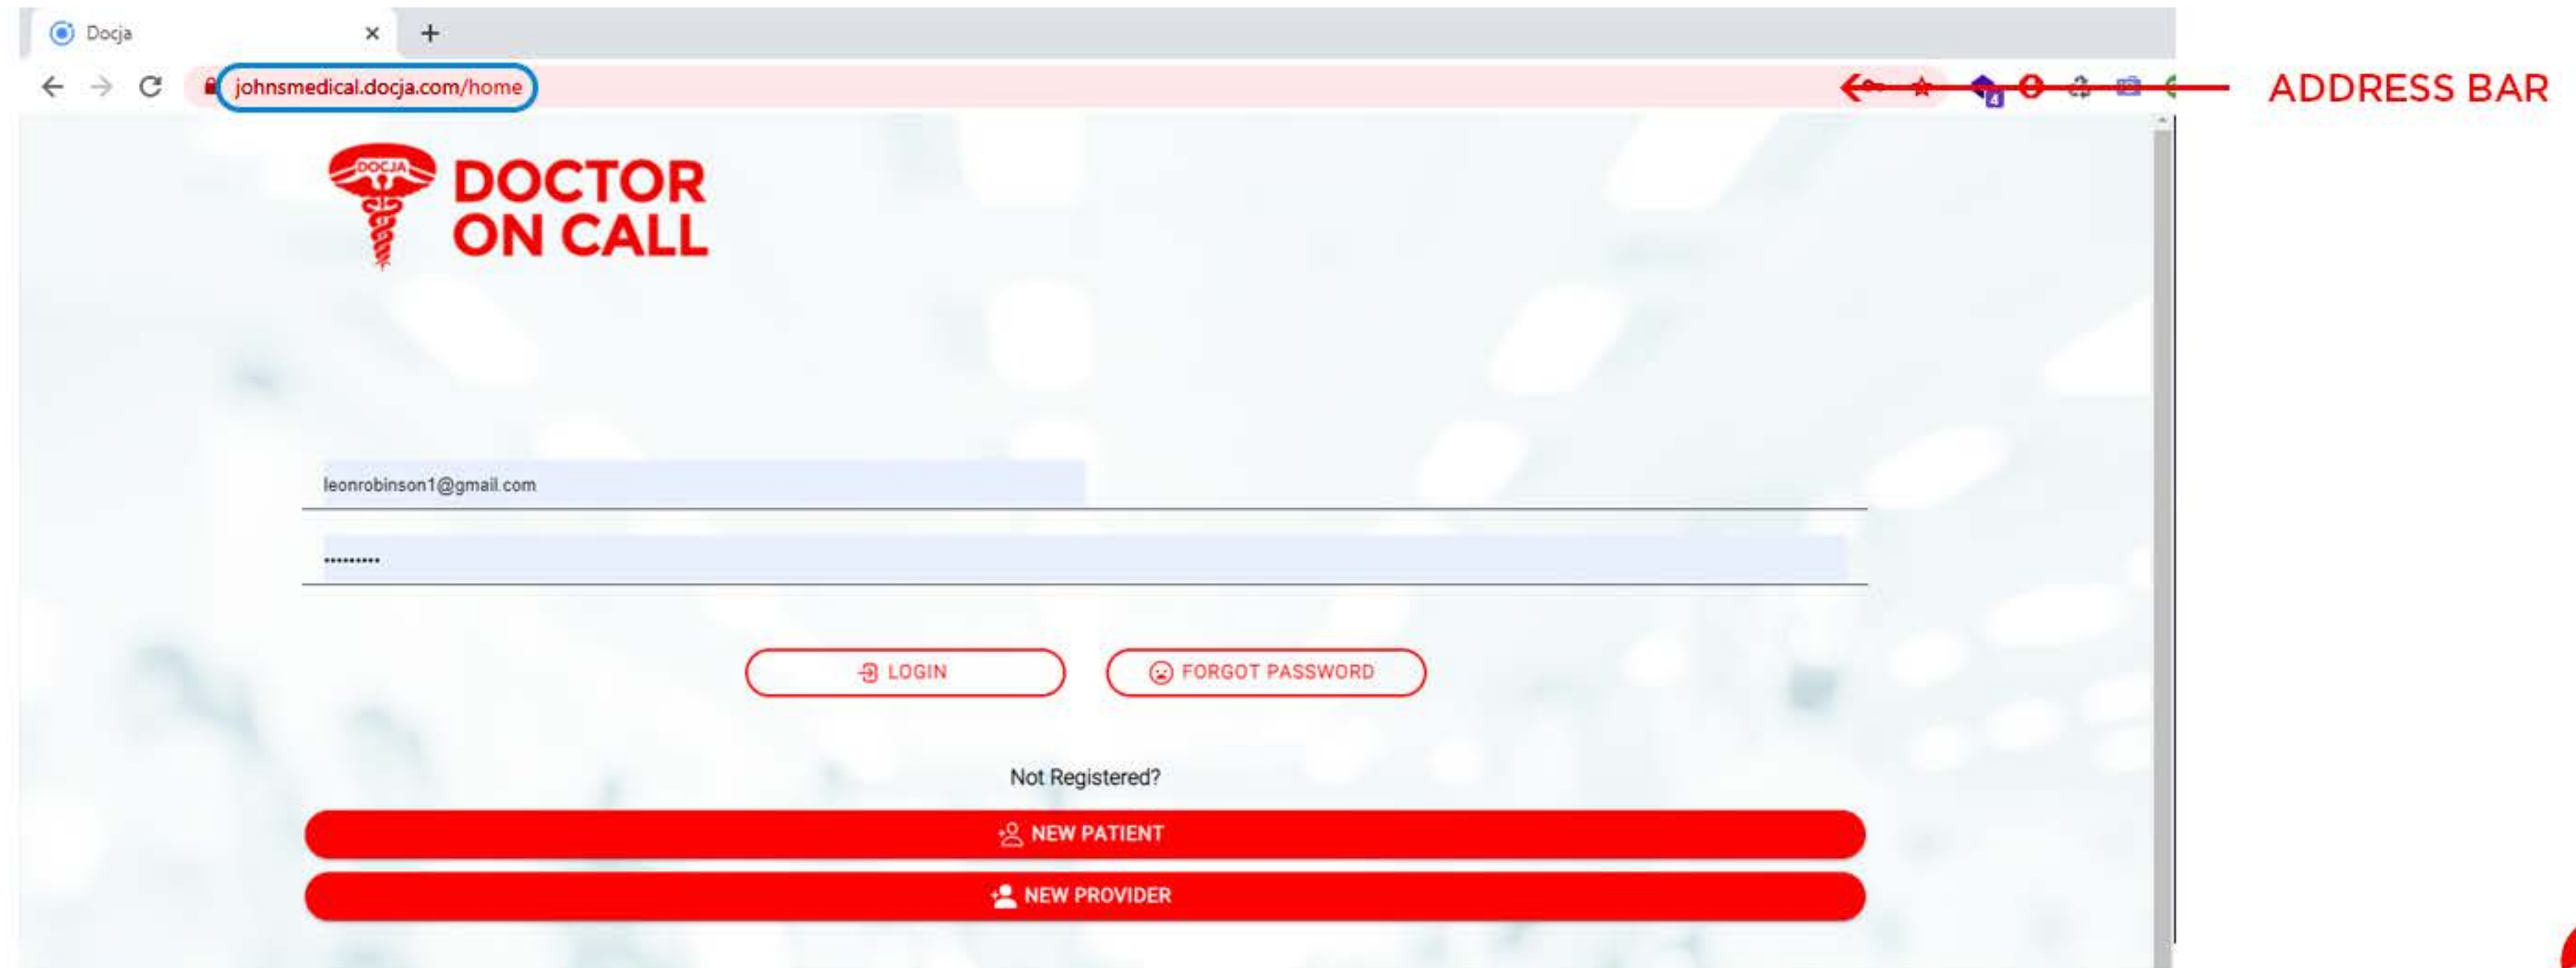 Docja
johnsmedical.docja.com/home
4
ADDRESS BAR
DOCJA
DOCTOR
ON CALL
leonrobinson1@gmail.com
•••••••••
LOGIN
FORGOT PASSWORD
Not Registered?
NEW PATIENT
NEW PROVIDER